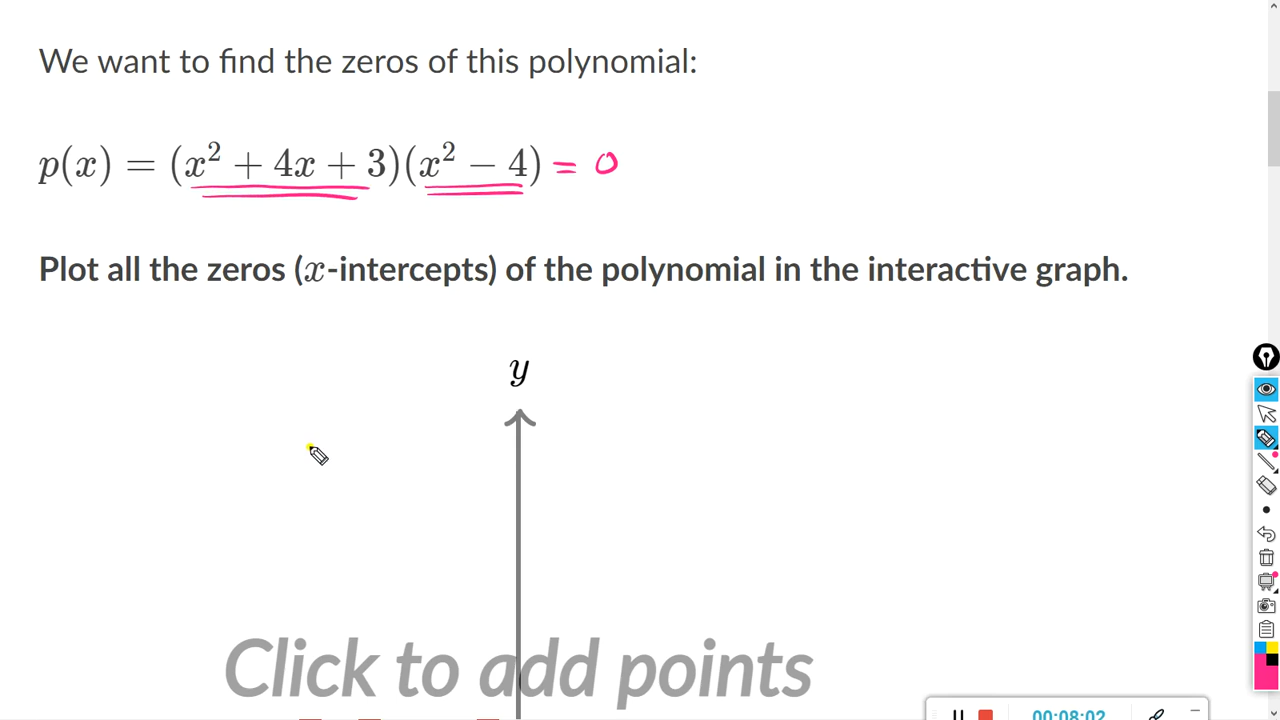 We want to find the zeros of this polynomial:
p(x) = (x² + 4x + 3)(x² − 4) = 0
Plot all the zeros (x-intercepts) of the polynomial in the interactive graph.
y
Click to add points
00:08:02